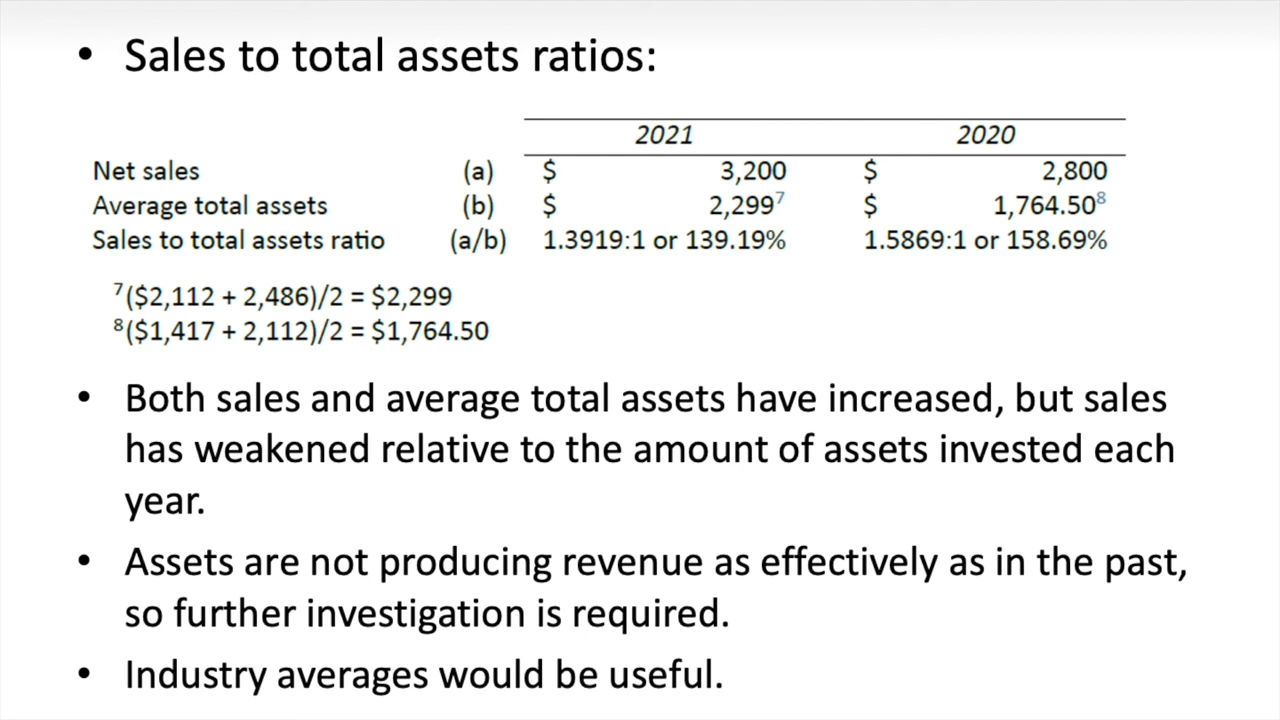 • Sales to total assets ratios:
2021 2020
Net sales (a) $ 3,200 $ 2,800
Average total assets (b) $ 2,299⁷ $ 1,764.50⁸
Sales to total assets ratio (a/b) 1.3919:1 or 139.19% 1.5869:1 or 158.69%
⁷($2,112 + 2,486)/2 = $2,299
⁸($1,417 + 2,112)/2 = $1,764.50
• Both sales and average total assets have increased, but sales
has weakened relative to the amount of assets invested each
year.
• Assets are not producing revenue as effectively as in the past,
so further investigation is required.
• Industry averages would be useful.